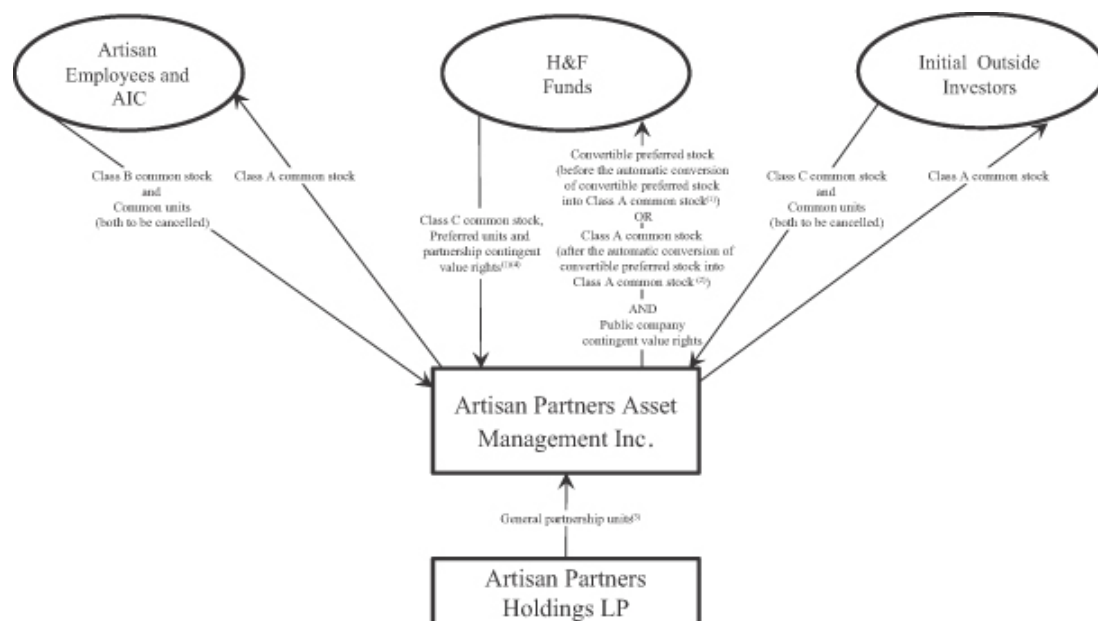 Artisan
Employees and
AIC
H&F
Funds
Initial Outside
Investors
Class B common stock
and
Common units
(both to be cancelled)
Class A common stock
Class C common stock,
Preferred units and
partnership contingent
value rights
Convertible preferred stock
(before the automatic conversion
of convertible preferred stock
into Class A common stock(1))
OR
Class A common stock
(after the automatic conversion of
convertible preferred stock into
Class A common stock (2))
AND
Public company
contingent value rights
Class C common stock
and
Common units
(both to be cancelled)
Class A common stock
Artisan Partners Asset
Management Inc.
General partnership units
Artisan Partners
Holdings LP